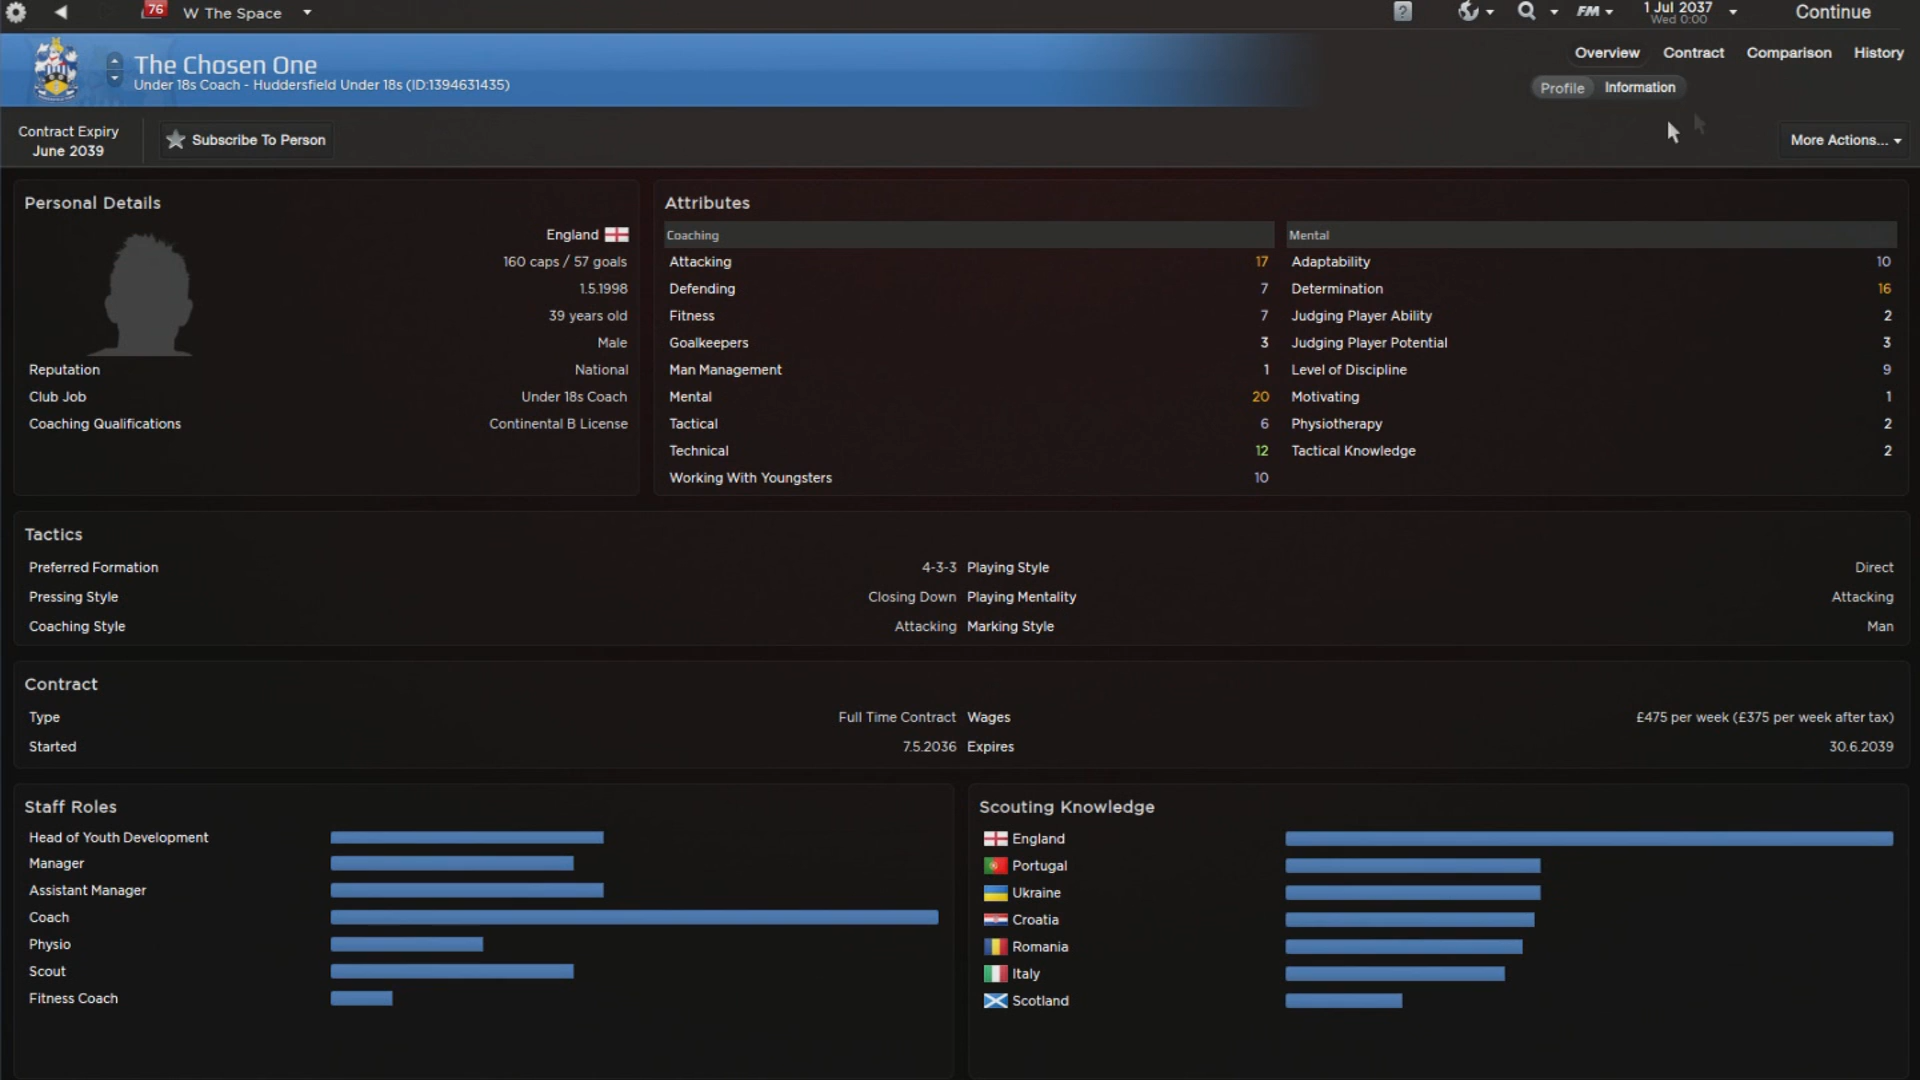 76 W The Space
? FM 1 Jul 2037 Continue
Wed 0:00
The Chosen One
Under 18s Coach - Huddersfield Under 18s (ID:1394631435)
Overview Contract Comparison History
Profile Information
Contract Expiry
June 2039
Subscribe To Person
More Actions...
Personal Details
England
160 caps / 57 goals
1.5.1998
39 years old
Male
Reputation National
Club Job Under 18s Coach
Coaching Qualifications Continental B License
Attributes
Coaching
Attacking 17
Defending 7
Fitness 7
Goalkeepers 3
Man Management 1
Mental 20
Tactical 6
Technical 12
Working With Youngsters 10
Mental
Adaptability 10
Determination 16
Judging Player Ability 2
Judging Player Potential 3
Level of Discipline 9
Motivating 1
Physiotherapy 2
Tactical Knowledge 2
Tactics
Preferred Formation 4-3-3 Playing Style Direct
Pressing Style Closing Down Playing Mentality Attacking
Coaching Style Attacking Marking Style Man
Contract
Type Full Time Contract Wages £475 per week (£375 per week after tax)
Started 7.5.2036 Expires 30.6.2039
Staff Roles
Head of Youth Development
Manager
Assistant Manager
Coach
Physio
Scout
Fitness Coach
Scouting Knowledge
England
Portugal
Ukraine
Croatia
Romania
Italy
Scotland